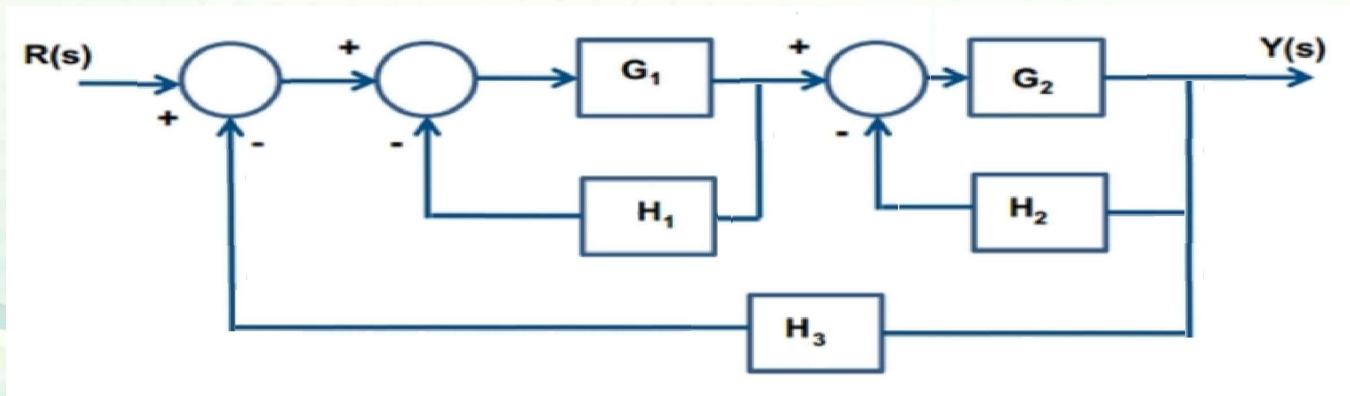 R(s)
+
-
+
-
G₁
H₁
+
-
G₂
H₂
H₃
Y(s)